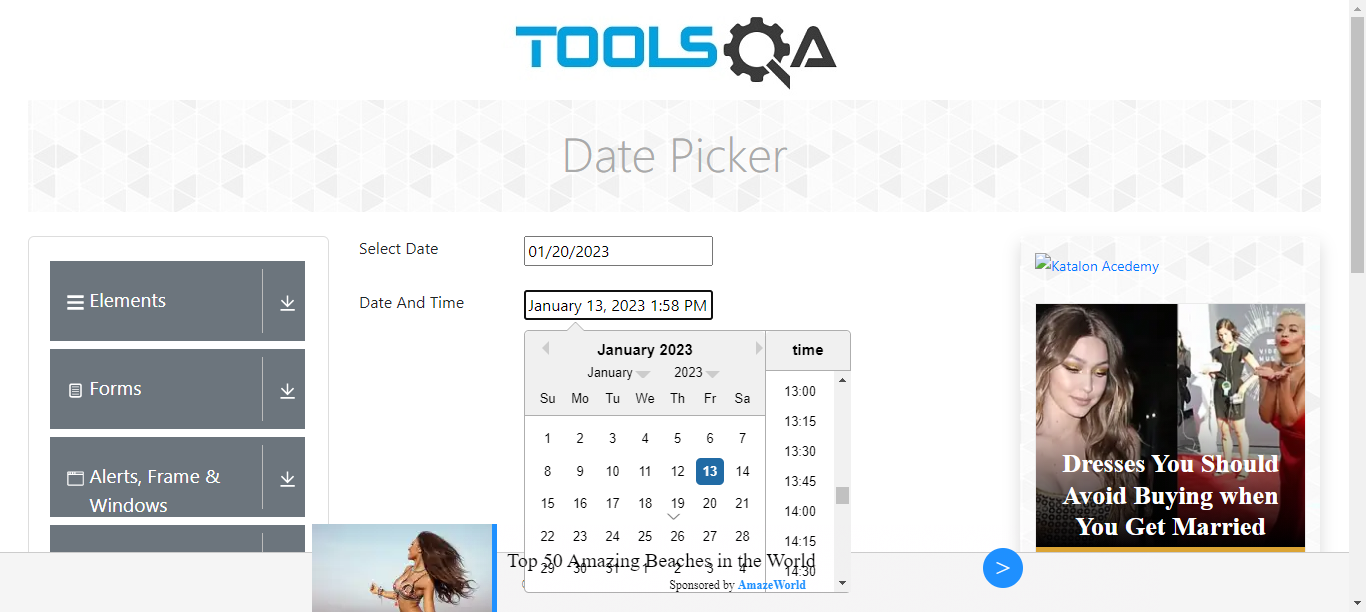 TOOLSQA
Date Picker
Elements
Forms
Alerts, Frame &
Windows
Select Date
01/20/2023
Date And Time
January 13, 2023 1:58 PM
January 2023
January 2023
Su Mo Tu We Th Fr Sa
1 2 3 4 5 6 7
8 9 10 11 12 13 14
15 16 17 18 19 20 21
22 23 24 25 26 27 28
29 30 31 1 2 3 4
time
13:00
13:15
13:30
13:45
14:00
14:15
14:30
Katalon Acedemy
Dresses You Should
Avoid Buying when
You Get Married
Top 50 Amazing Beaches in the World
Sponsored by AmazeWorld
>